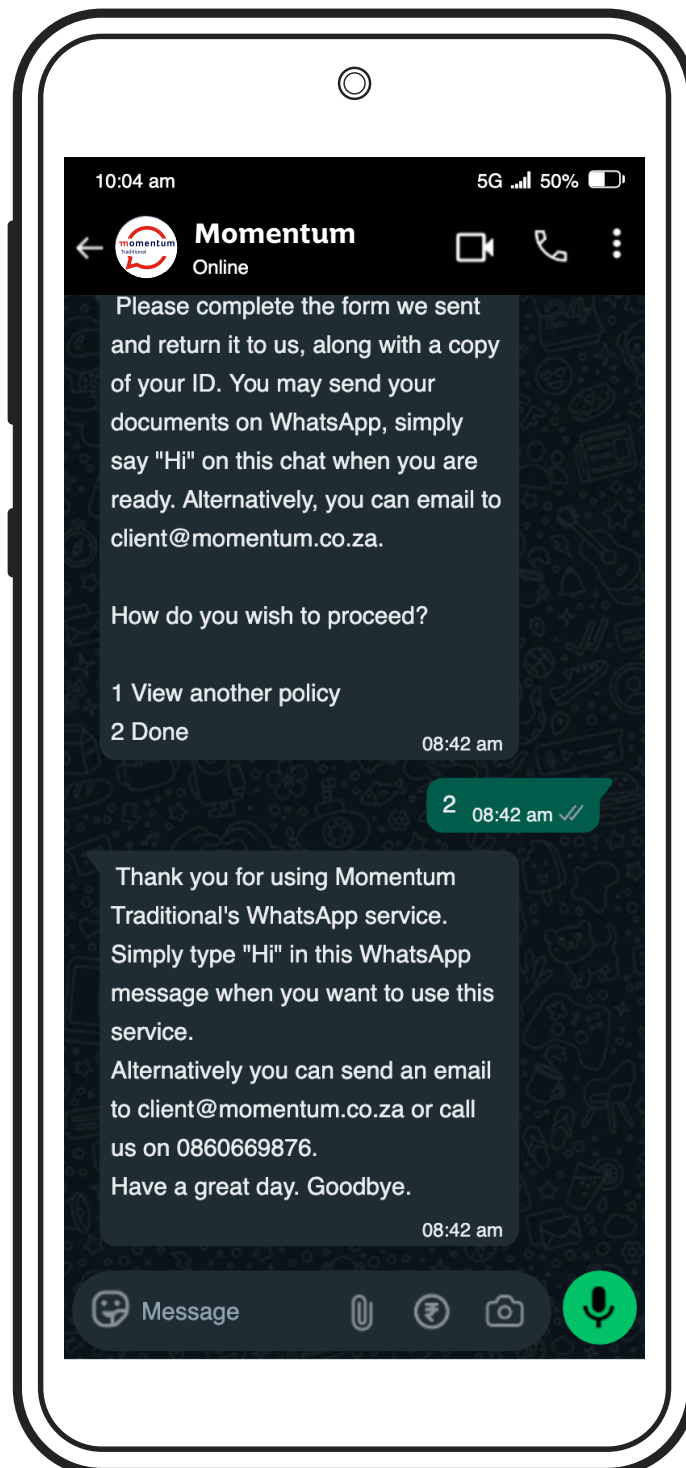 10:04 am
5G
50%
momentum
Traditional
Momentum
Online
Please complete the form we sent
and return it to us, along with a copy
of your ID. You may send your
documents on WhatsApp, simply
say "Hi" on this chat when you are
ready. Alternatively, you can email to
client@momentum.co.za.
How do you wish to proceed?
1 View another policy
2 Done
08:42 am
2
08:42 am
Thank you for using Momentum
Traditional's WhatsApp service.
Simply type "Hi" in this WhatsApp
message when you want to use this
service.
Alternatively you can send an email
to client@momentum.co.za or call
us on 0860669876.
Have a great day. Goodbye.
08:42 am
Message
₹